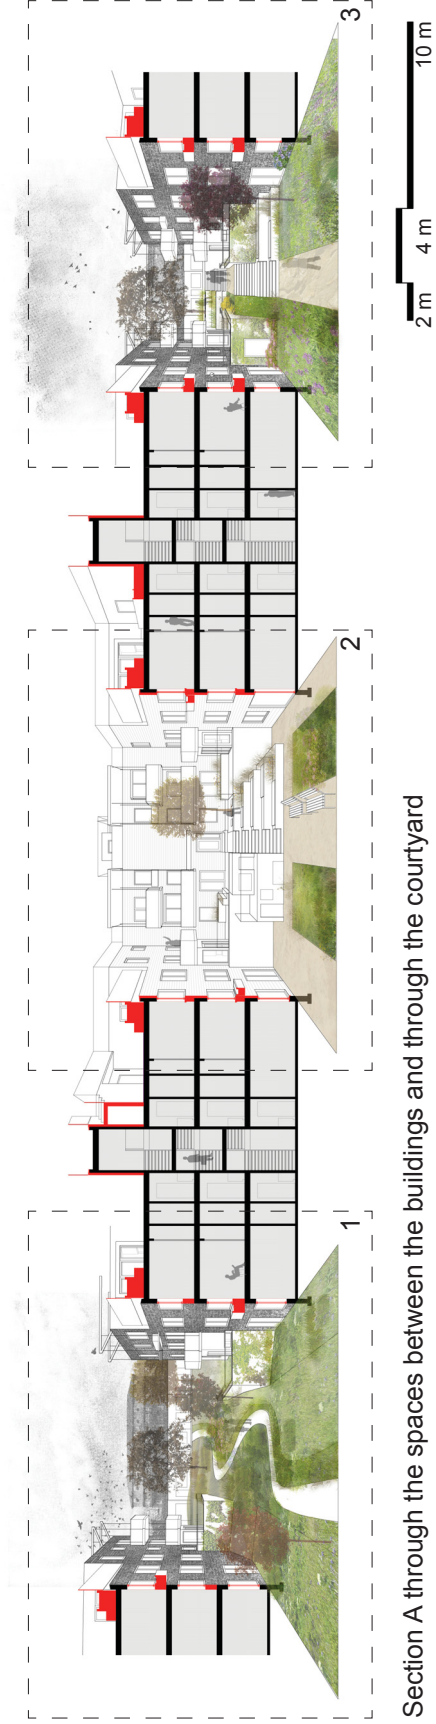 1
2
3
Section A through the spaces between the buildings and through the courtyard
2 m 4 m 10 m